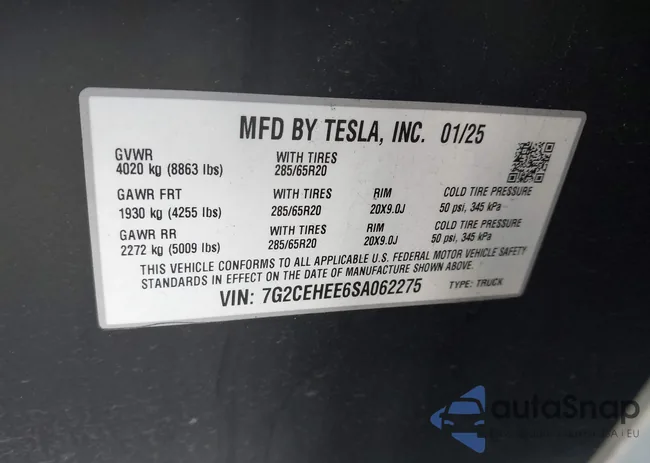 MFD BY TESLA, INC. 01/25
GVWR WITH TIRES
4020 kg (8863 lbs) 285/65R20
GAWR FRT WITH TIRES RIM COLD TIRE PRESSURE
1930 kg (4255 lbs) 285/65R20 20X9.0J 50 psi, 345 kPa
GAWR RR WITH TIRES RIM COLD TIRE PRESSURE
2272 kg (5009 lbs) 285/65R20 20X9.0J 50 psi, 345 kPa
THIS VEHICLE CONFORMS TO ALL APPLICABLE U.S. FEDERAL MOTOR VEHICLE SAFETY
STANDARDS IN EFFECT ON THE DATE OF MANUFACTURE SHOWN ABOVE.
VIN: 7G2CEHEE6SA062275 TYPE: TRUCK
autoSnap
| EU